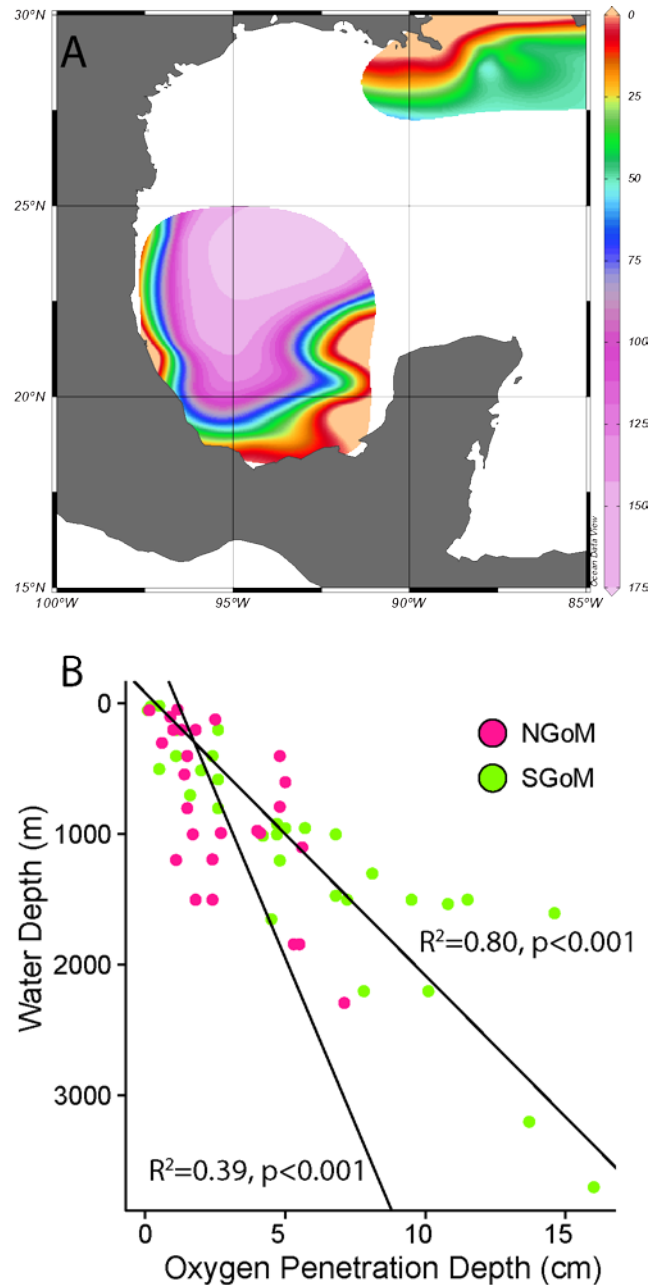 A
30°N
25°N
20°N
15°N
100°W
95°W
90°W
85°W
0
25
50
75
100
125
150
175
Ocean Data View
B
0
1000
2000
3000
Water Depth (m)
NGoM
SGoM
R²=0.80, p<0.001
R²=0.39, p<0.001
0
5
10
15
Oxygen Penetration Depth (cm)